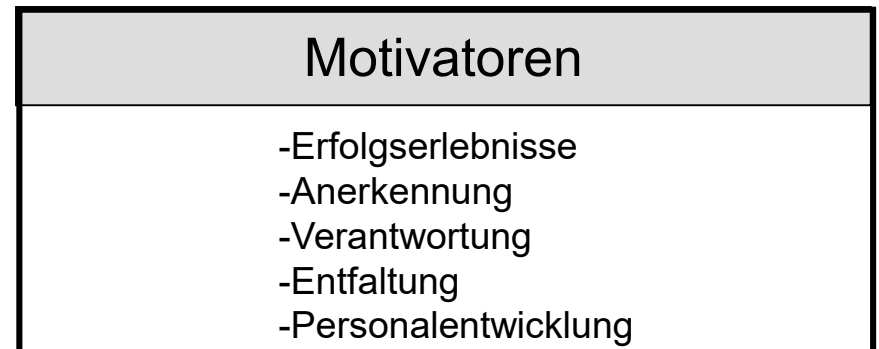 Motivatoren
-Erfolgserlebnisse
-Anerkennung
-Verantwortung
-Entfaltung
-Personalentwicklung